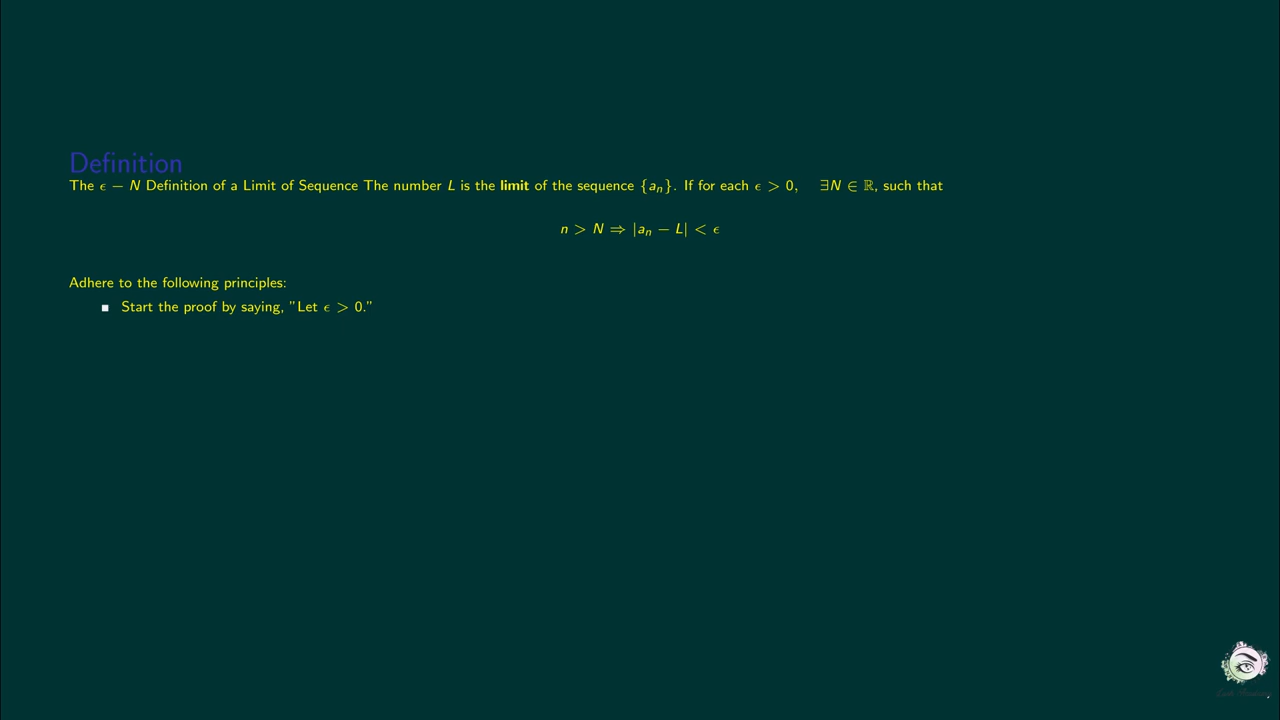 Definition
The ϵ − N Definition of a Limit of Sequence The number L is the limit of the sequence {aₙ}. If for each ϵ > 0, ∃N ∈ ℝ, such that
n > N ⇒ |aₙ − L| < ϵ
Adhere to the following principles:
Start the proof by saying, ”Let ϵ > 0.”